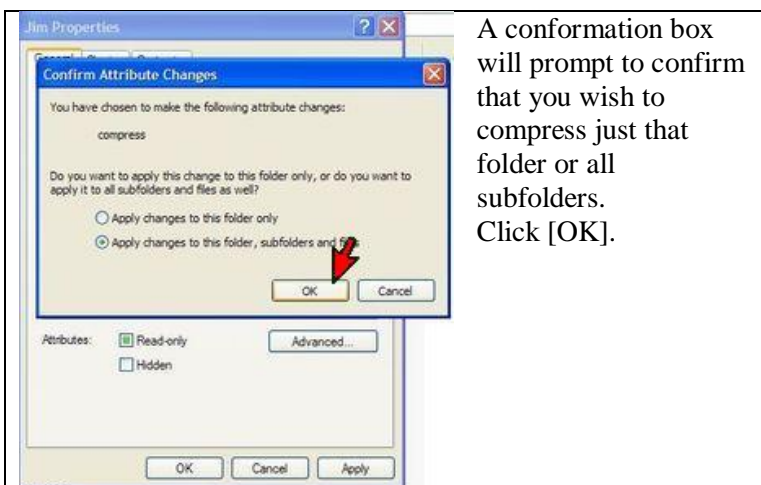 Jim Properties
Confirm Attribute Changes
You have chosen to make the following attribute changes:
compress
Do you want to apply this change to this folder only, or do you want to
apply it to all subfolders and files as well?
Apply changes to this folder only
Apply changes to this folder, subfolders and files
OK Cancel
Attributes: Read-only Advanced...
Hidden
OK Cancel Apply
A conformation box
will prompt to confirm
that you wish to
compress just that
folder or all
subfolders.
Click [OK].